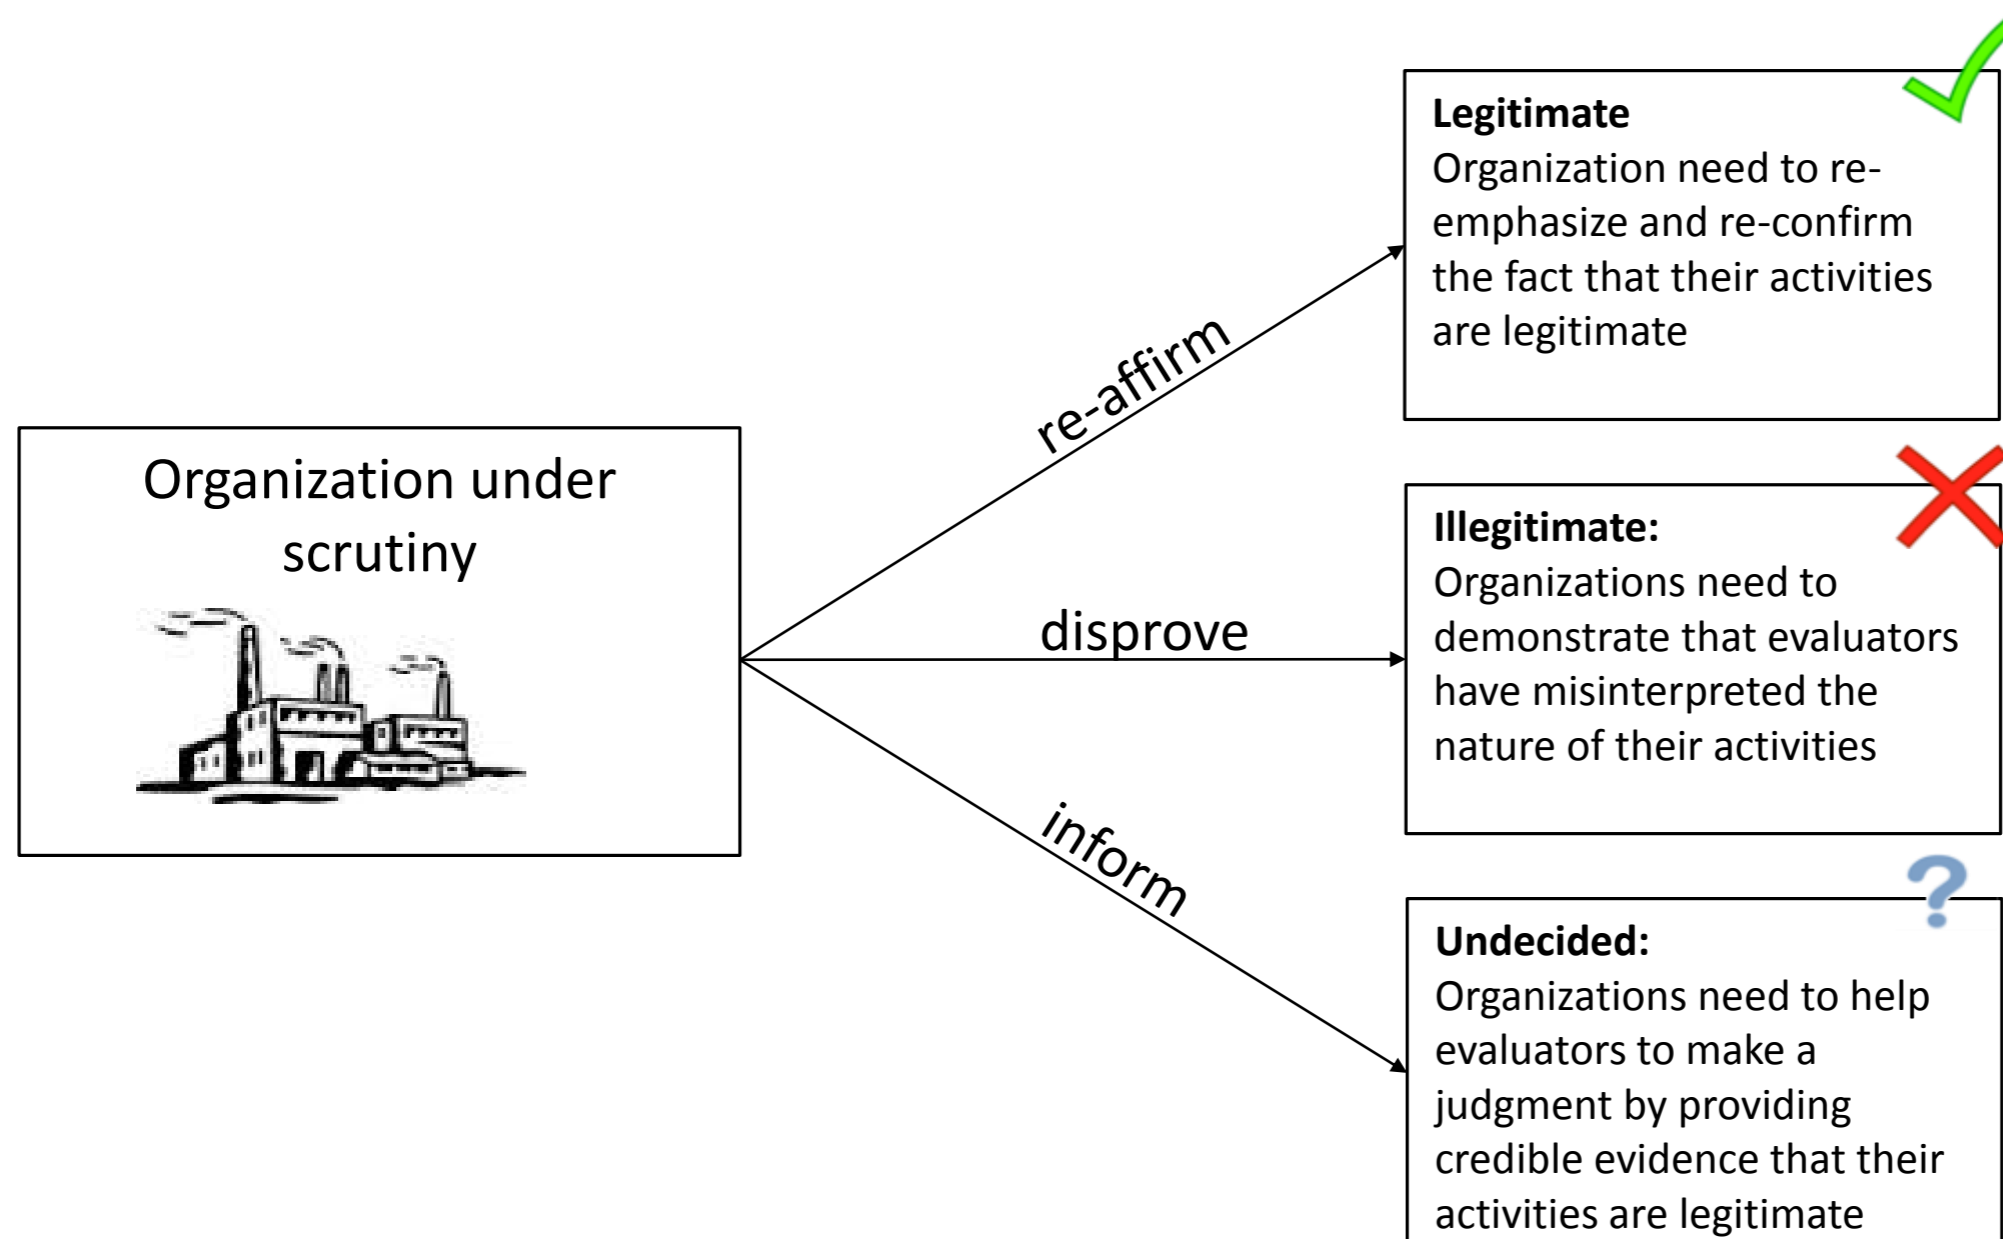 Organization under
scrutiny
re-affirm
disprove
inform
Legitimate
Organization need to re-
emphasize and re-confirm
the fact that their activities
are legitimate
Illegitimate:
Organizations need to
demonstrate that evaluators
have misinterpreted the
nature of their activities
?
Undecided:
Organizations need to help
evaluators to make a
judgment by providing
credible evidence that their
activities are legitimate